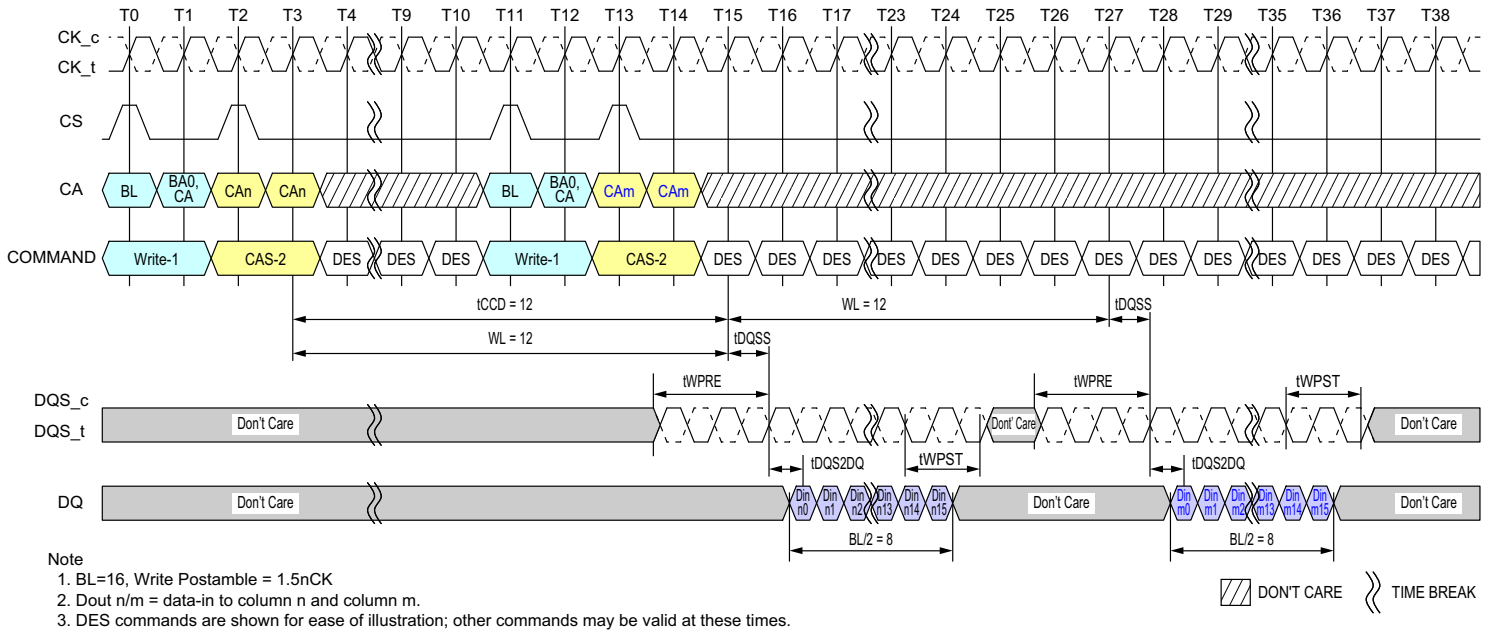 T0 T1 T2 T3 T4 T9 T10 T11 T12 T13 T14 T15 T16 T17 T23 T24 T25 T26 T27 T28 T29 T35 T36 T37 T38
CK_c
CK_t
CS
CA BL BA0, CA CAn CAn BL BA0, CA CAm CAm
COMMAND Write-1 CAS-2 DES DES DES Write-1 CAS-2 DES DES DES DES DES DES DES DES DES DES DES DES DES DES
tCCD = 12 WL = 12 tDQSS
WL = 12 tDQSS
tWPRE tWPRE tWPST
DQS_c
DQS_t Don't Care Dont' Care Don't Care
tDQS2DQ tWPST tDQS2DQ
DQ Don't Care Din n0 Din n1 Din n2 Din n13 Din n14 Din n15 Don't Care Din m0 Din m1 Din m2 Din m13 Din m14 Din m15 Don't Care
BL/2 = 8 BL/2 = 8
Note
1. BL=16, Write Postamble = 1.5nCK
2. Dout n/m = data-in to column n and column m.
3. DES commands are shown for ease of illustration; other commands may be valid at these times.
DON'T CARE TIME BREAK